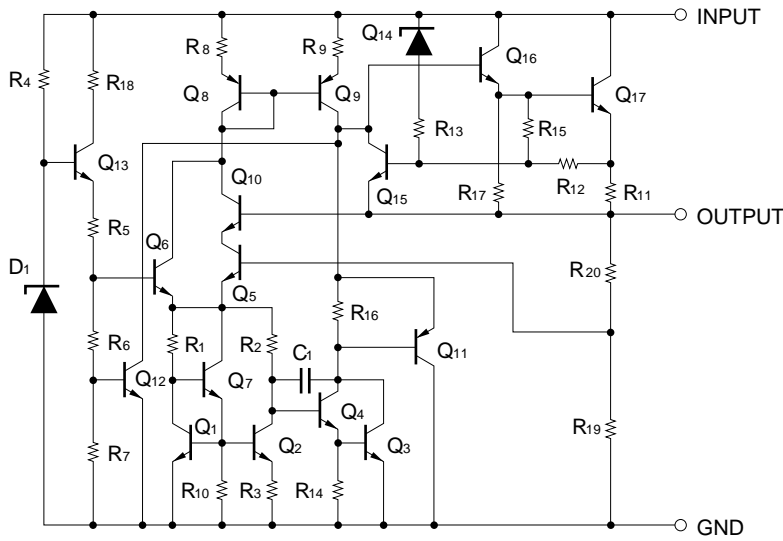 INPUT
R8 R9 Q14
Q16
R4 R18
Q8 Q9 Q17
R13 R15
Q13
R12
Q10 Q15 R17 R11
OUTPUT
R5 Q6
D1 R20
Q5
R16
R6 R1 R2 C1 Q11
Q12 Q7
Q4
Q1 Q2 Q3 R19
R7
R10 R3 R14
GND